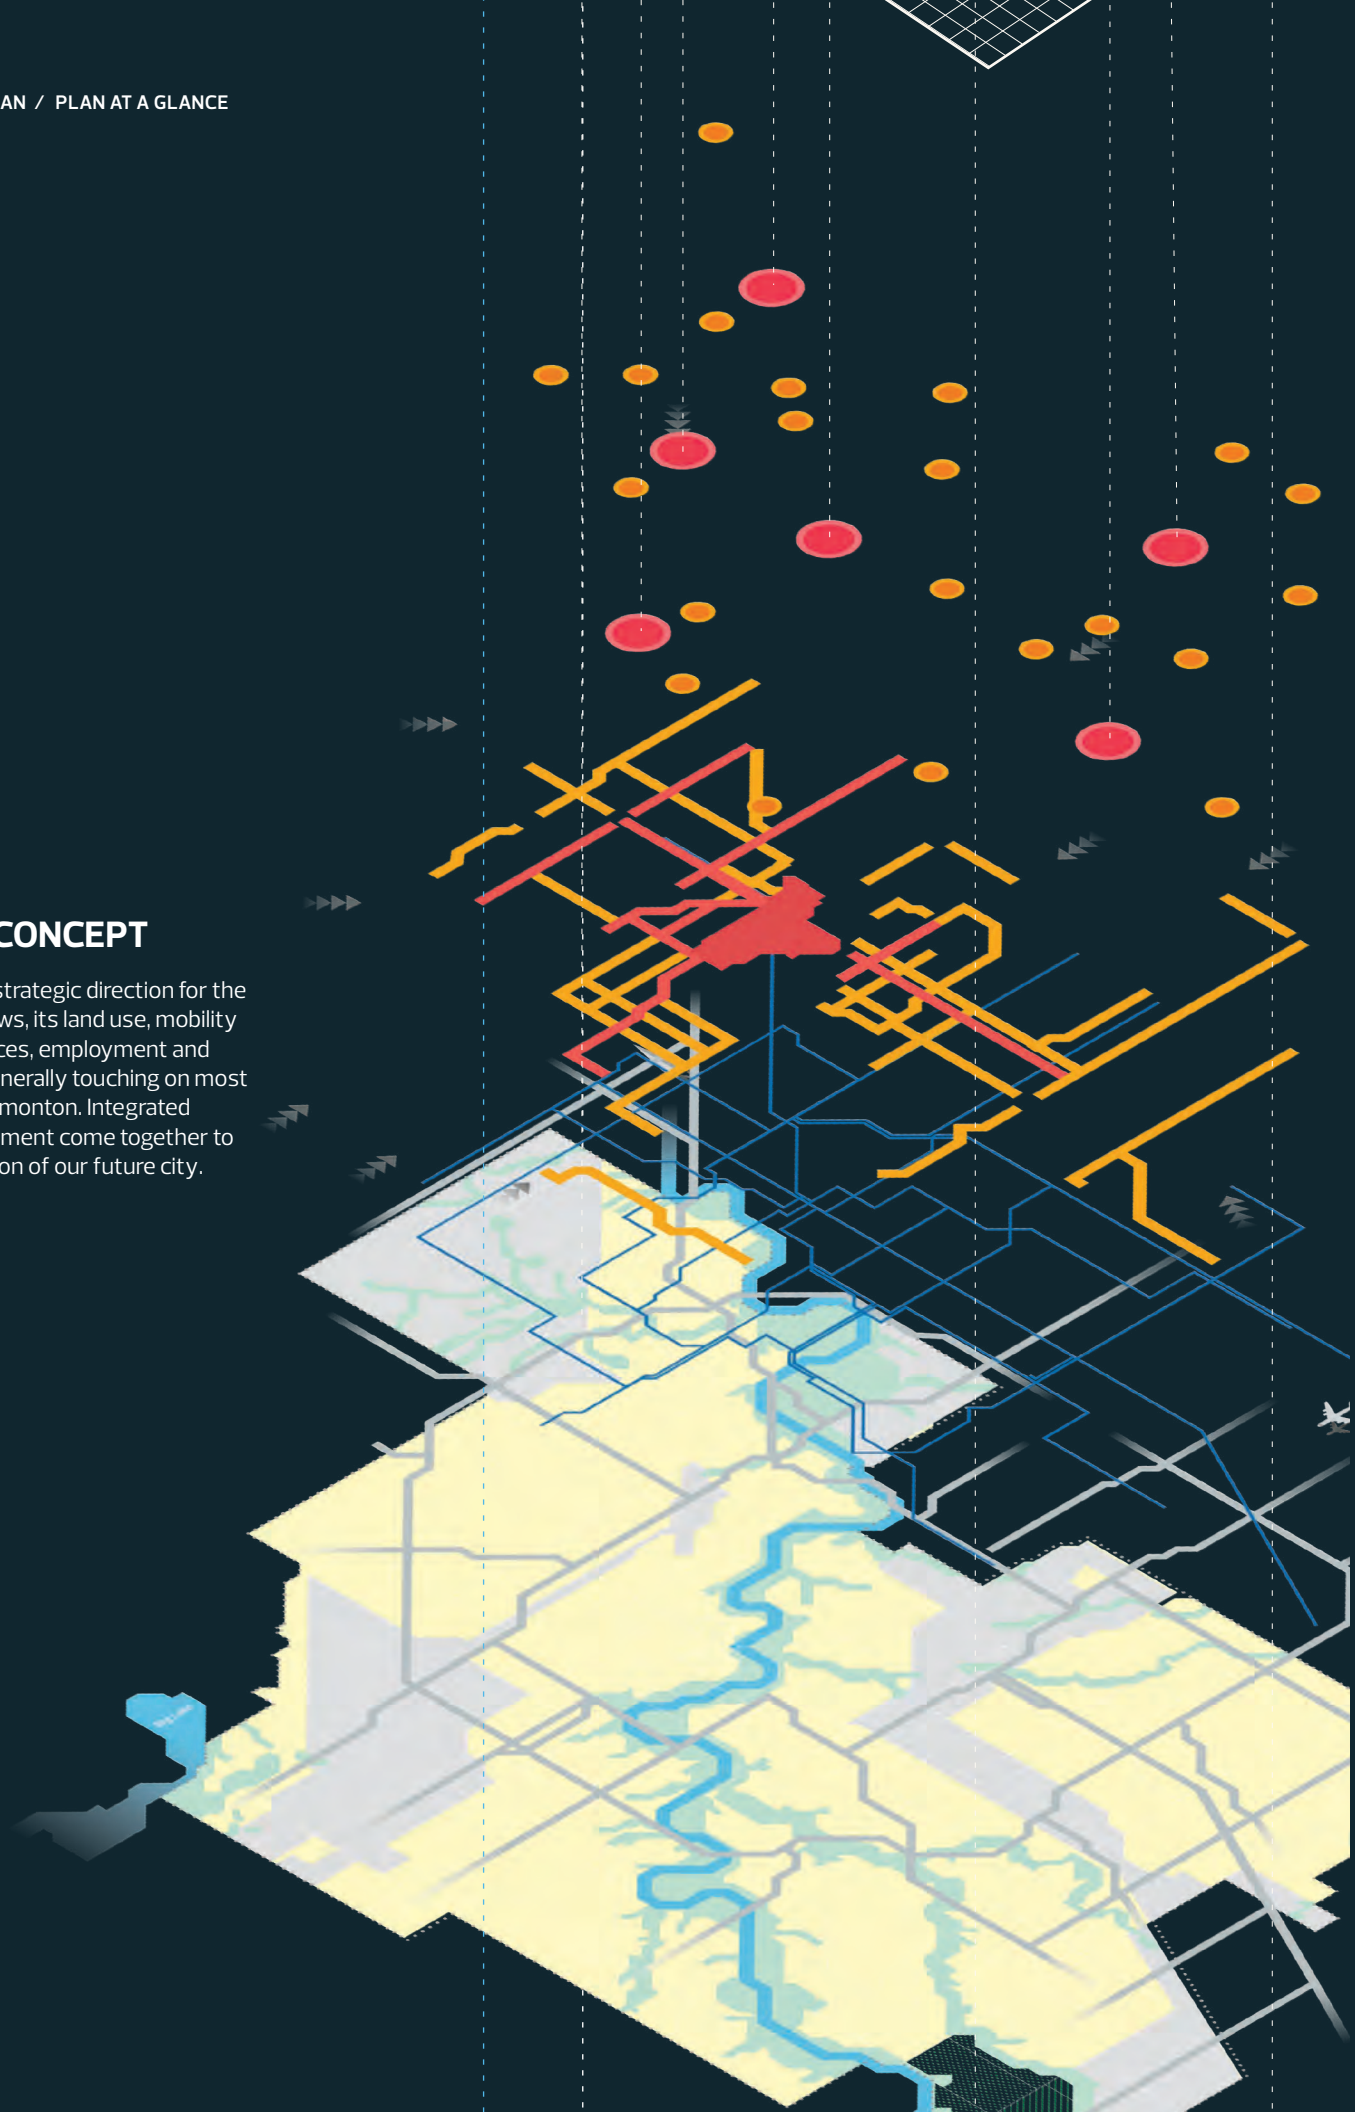 AN / PLAN AT A GLANCE
CONCEPT
strategic direction for the
ws, its land use, mobility
ces, employment and
nerally touching on most
monton. Integrated
ment come together to
on of our future city.